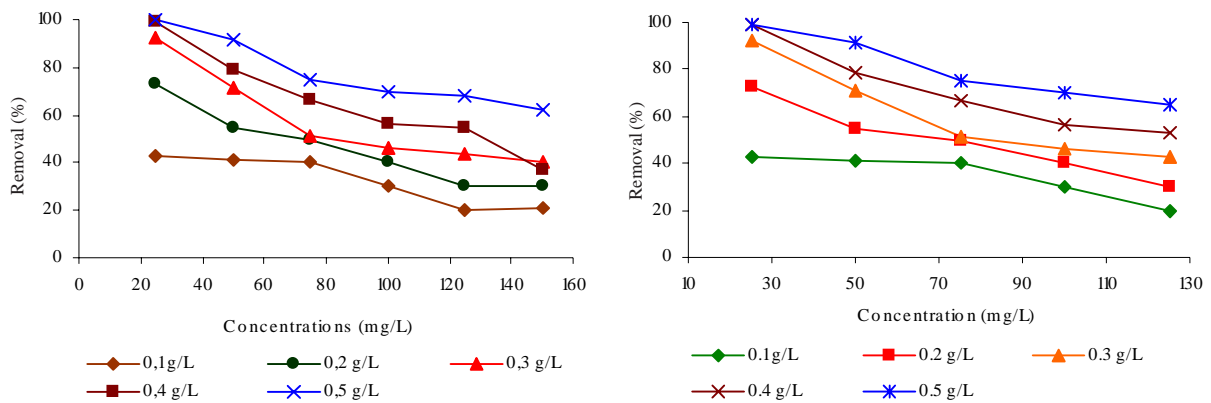 Removal (%)
100
80
60
40
20
0
0 20 40 60 80 100 120 140 160
Concentrations (mg/L)
0,1g/L 0,2 g/L 0,3 g/L
0,4 g/L 0,5 g/L
Removal (%)
100
80
60
40
20
0
10 30 50 70 90 110 130
Concentration (mg/L)
0.1g/L 0.2 g/L 0.3 g/L
0.4 g/L 0.5 g/L